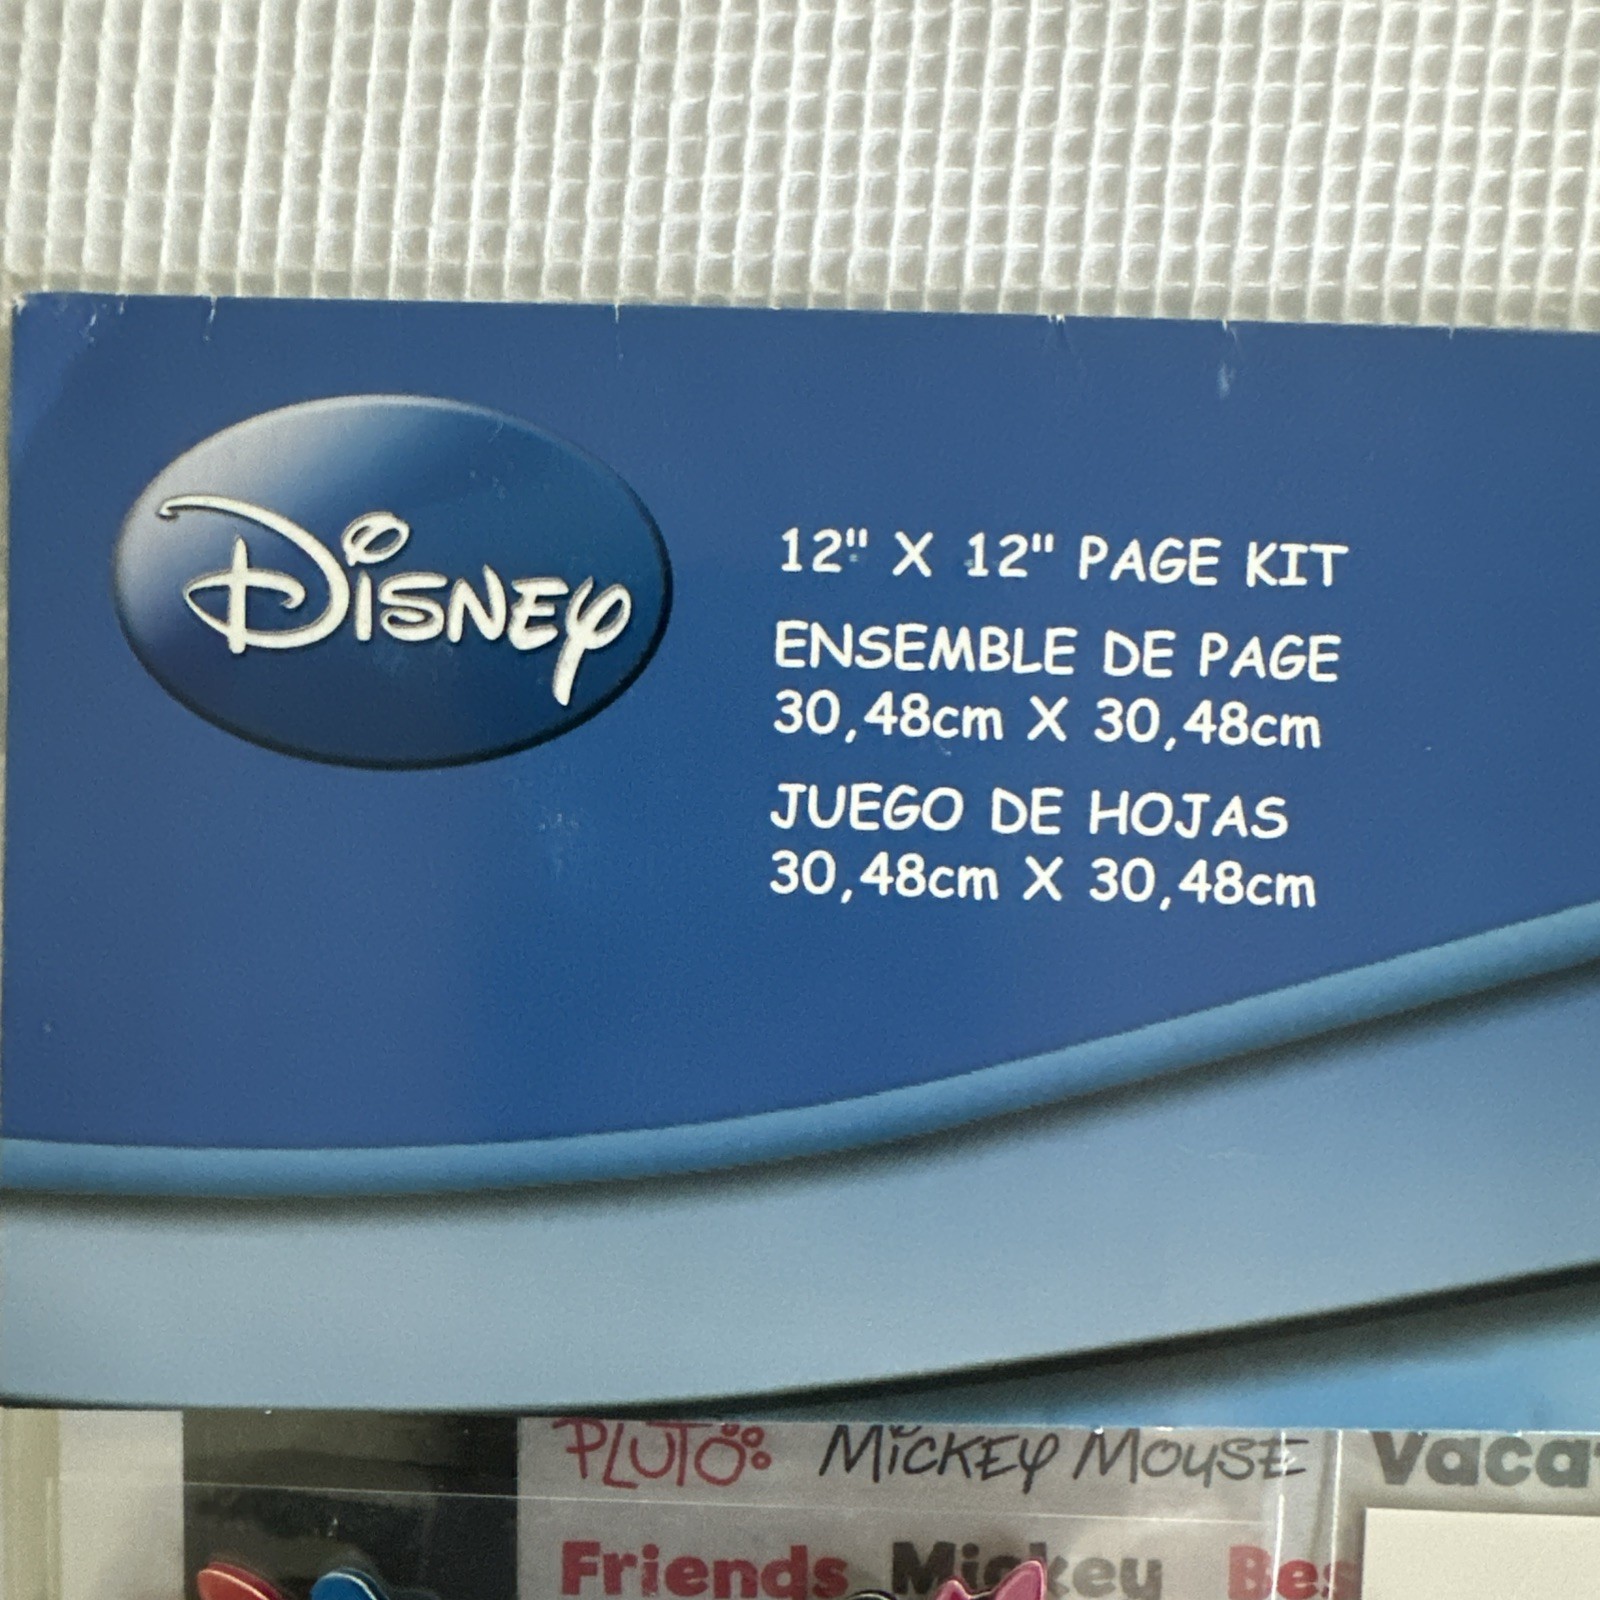 Disney
12" X 12" PAGE KIT
ENSEMBLE DE PAGE
30,48cm X 30,48cm
JUEGO DE HOJAS
30,48cm X 30,48cm
PLUTO MICKEY MOUSE
Friends Mickey